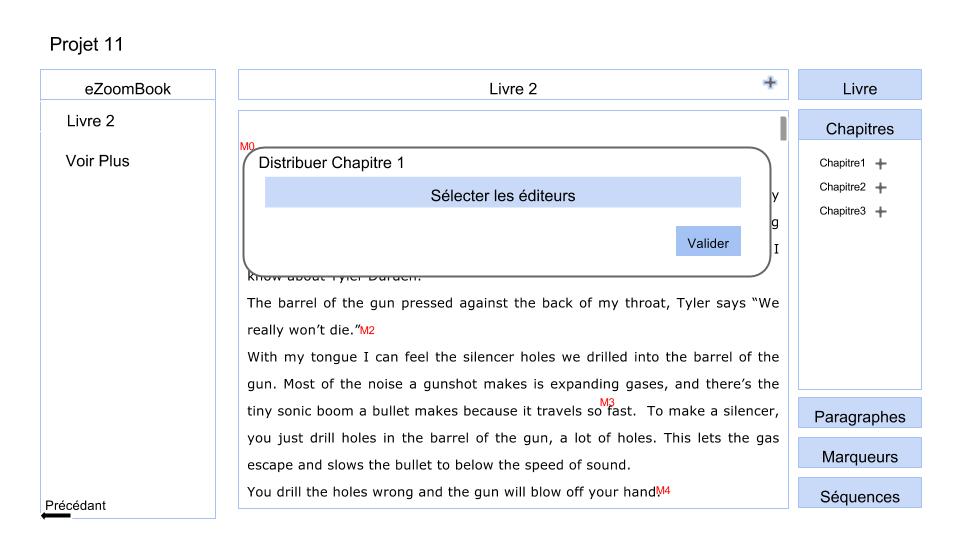 Projet 11
eZoomBook
Livre 2
Voir Plus
Précédant
Livre 2
M0
Distribuer Chapitre 1
Sélecter les éditeurs
Valider
y
g
I
know about Tyler Durden.
The barrel of the gun pressed against the back of my throat, Tyler says “We
really won’t die.”M2
With my tongue I can feel the silencer holes we drilled into the barrel of the
gun. Most of the noise a gunshot makes is expanding gases, and there’s the
M3
tiny sonic boom a bullet makes because it travels so fast. To make a silencer,
you just drill holes in the barrel of the gun, a lot of holes. This lets the gas
escape and slows the bullet to below the speed of sound.
You drill the holes wrong and the gun will blow off your hand.M4
Livre
Chapitres
Chapitre1
Chapitre2
Chapitre3
Paragraphes
Marqueurs
Séquences